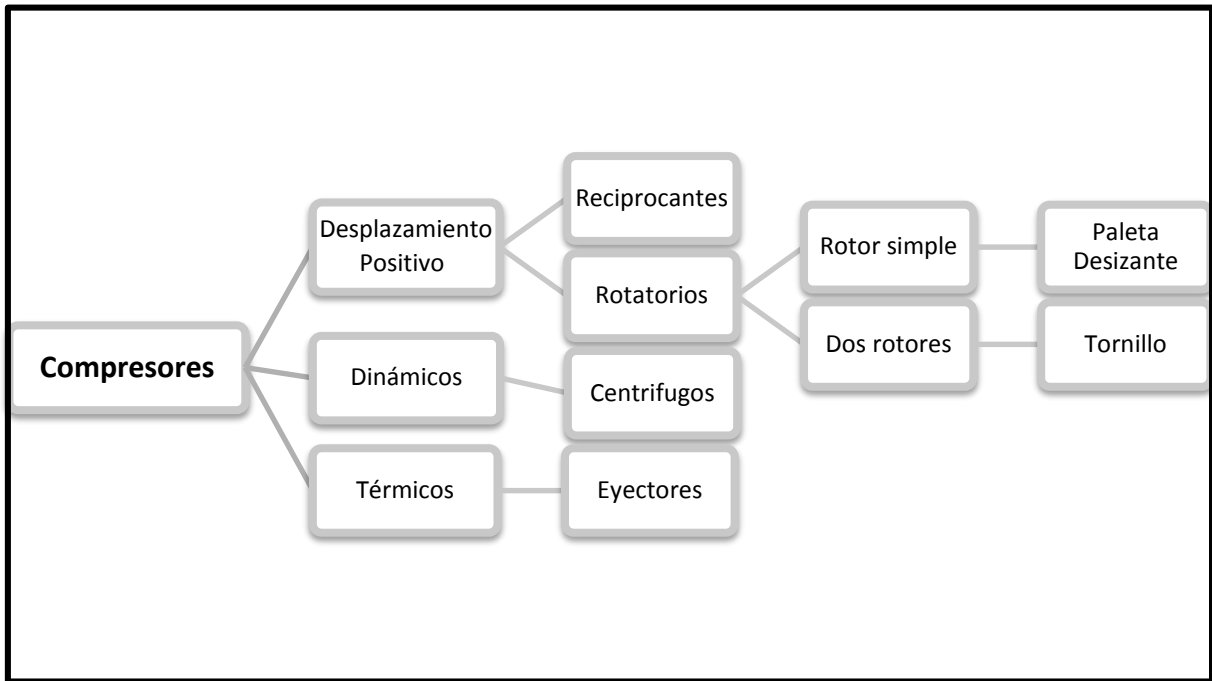 Compresores
Desplazamiento
Positivo
Reciprocantes
Rotatorios
Rotor simple
Paleta
Desizante
Dos rotores
Tornillo
Dinámicos
Centrifugos
Térmicos
Eyectores